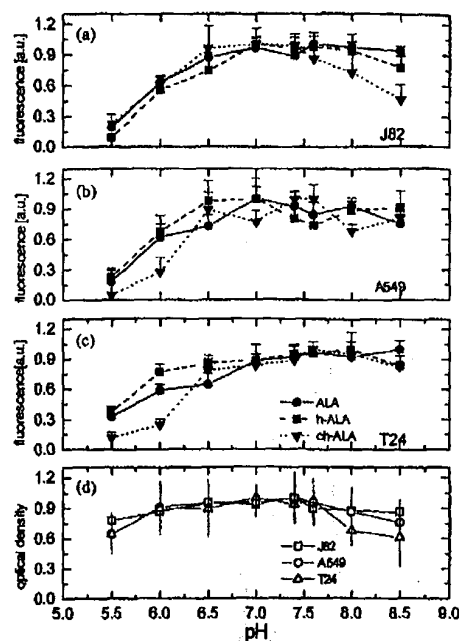 (a)
fluorescence [a.u.]
1.2
0.9
0.6
0.3
0.0
J82
(b)
fluorescence [a.u.]
1.2
0.9
0.6
0.3
0.0
A549
(c)
fluorescence[a.u.]
1.2
0.9
0.6
0.3
0.0
ALA
h-ALA
ch-ALA
T24
(d)
optical density
1.2
0.9
0.6
0.3
0.0
J82
A549
T24
5.0 5.5 6.0 6.5 7.0 7.5 8.0 8.5
pH